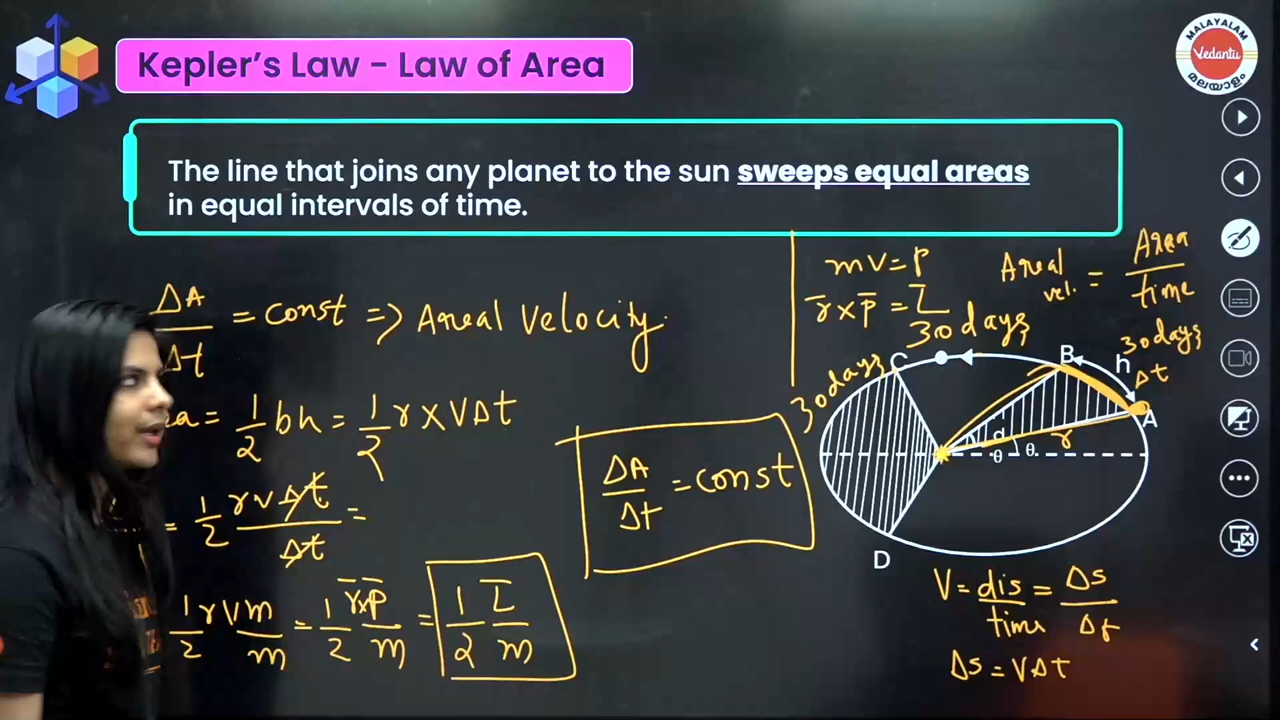 Kepler's Law - Law of Area
MALAYALAM
Vedantu
മലയാളം
The line that joins any planet to the sun sweeps equal areas
in equal intervals of time.
ΔA/Δt = const => Areal Velocity.
= 1/2 bh = 1/2 r x vΔt
= 1/2 rvΔt/Δt =
1/2 rv m/m = 1/2 r̄xp̄/m = 1/2 L̄/m
ΔA/Δt = const
mv = p
r̄ x p̄ = L̄
Areal vel. = Area/time
30 days
30 days
30 days
Δt
C
B
h
A
d
r
θ
θ
D
V = dis/time = Δs/Δt
Δs = VΔt